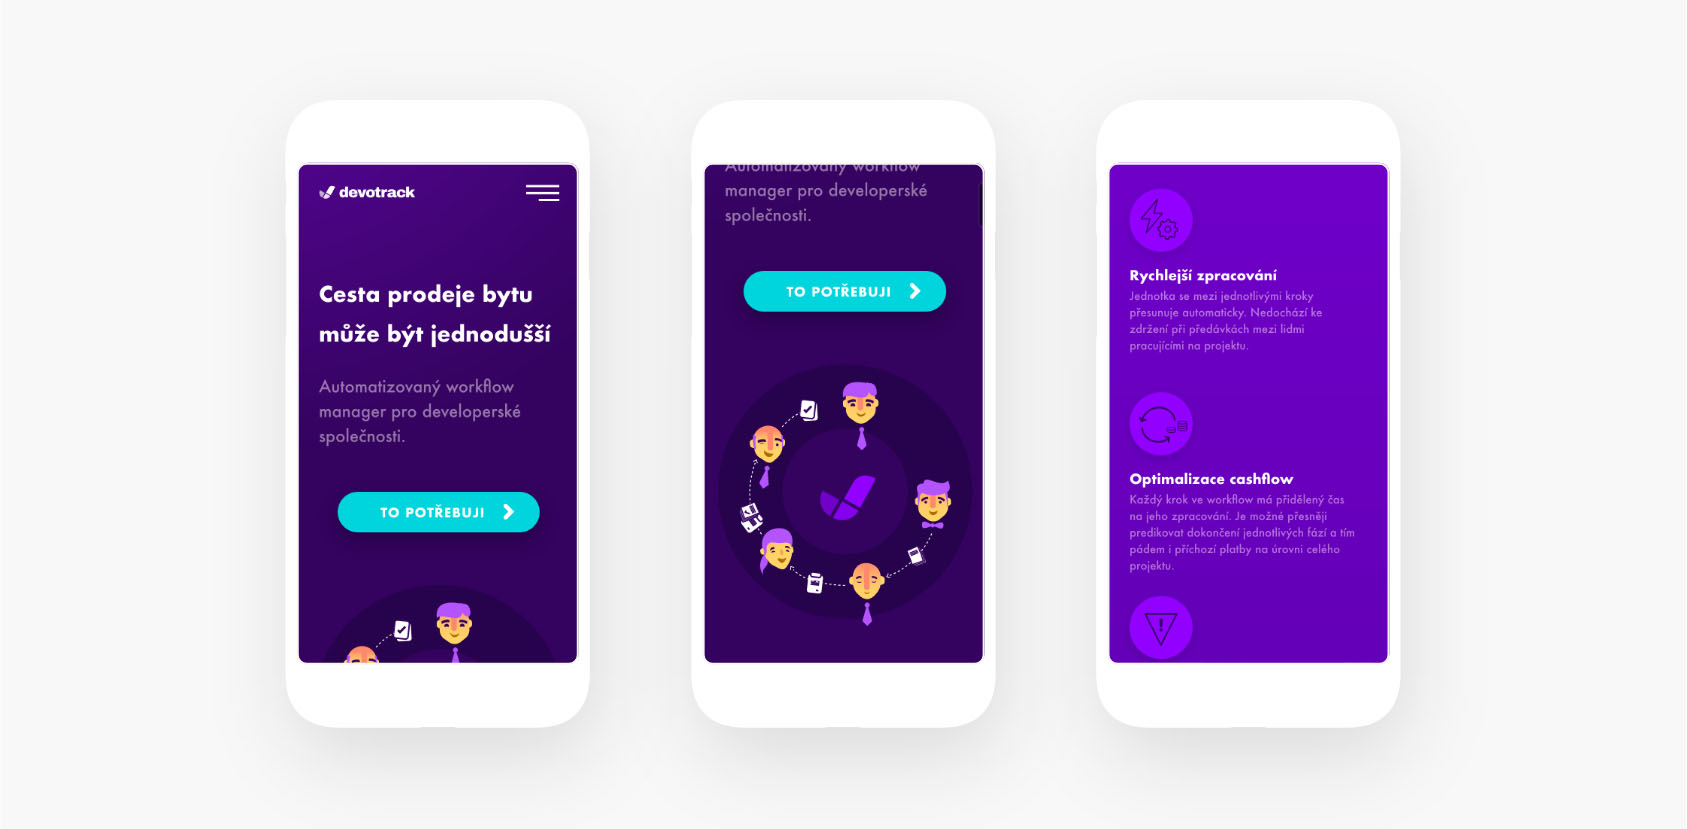 devotrack
Cesta prodeje bytu
může být jednodušší
Automatizovaný workflow
manager pro developerské
společnosti.
TO POTŘEBUJI
Automatizovaný workflow
manager pro developerské
společnosti.
TO POTŘEBUJI
Rychlejší zpracování
Jednotka se mezi jednotlivými kroky
přesunuje automaticky. Nedochází ke
zdržení při předávkách mezi lidmi
pracujícími na projektu.
Optimalizace cashflow
Každý krok ve workflow má přidělený čas
na jeho zpracování. Je možné přesněji
predikovat dokončení jednotlivých fází a tím
pádem i příchozí platby na úrovni celého
projektu.